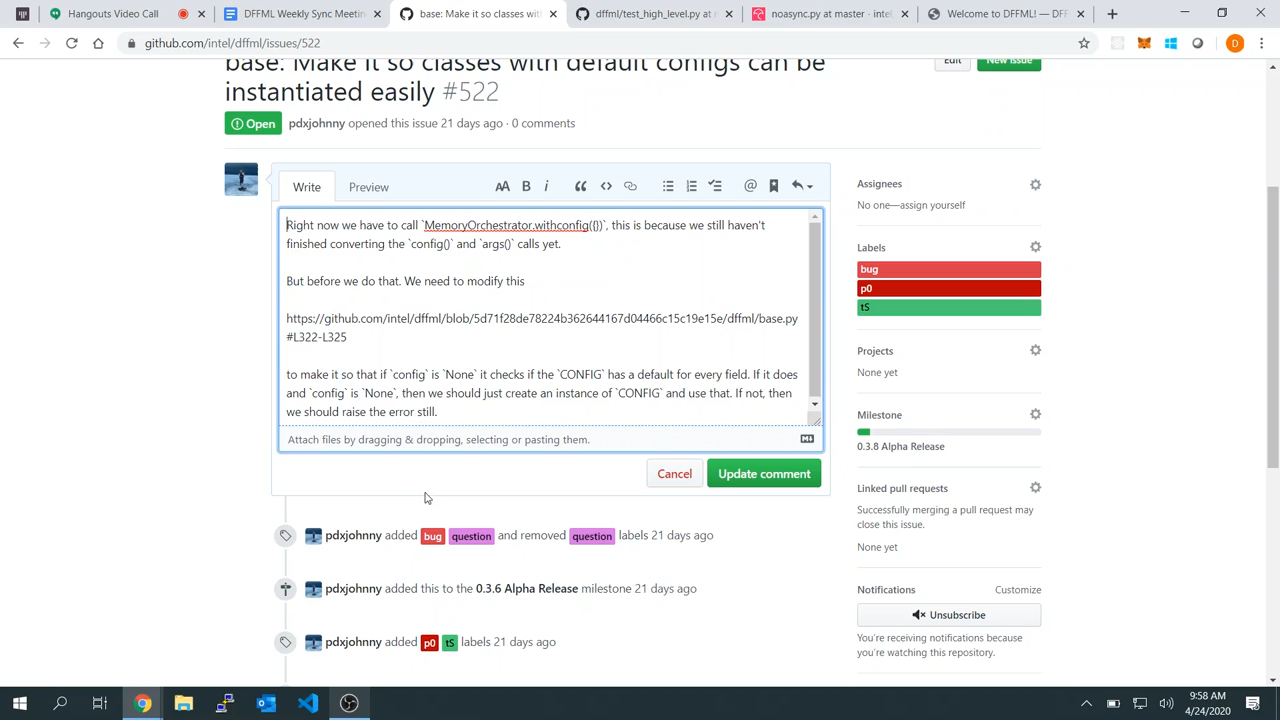 Hangouts Video Call
DFFML Weekly Sync Meetin
base: Make it so classes with
dffml/test_high_level.py at
noasync.py at master · intel
Welcome to DFFML! — DFFML
github.com/intel/dffml/issues/522
D
base: Make it so classes with default configs can be
instantiated easily #522
Edit
New issue
Open
pdxjohnny opened this issue 21 days ago · 0 comments
Write
Preview
AA B i
Right now we have to call `MemoryOrchestrator.withconfig({})`, this is because we still haven't
finished converting the `config()` and `args()` calls yet.
But before we do that. We need to modify this
https://github.com/intel/dffml/blob/5d71f28de78224b362644167d04466c15c19e15e/dffml/base.py
#L322-L325
to make it so that if `config` is `None` it checks if the `CONFIG` has a default for every field. If it does
and `config` is `None`, then we should just create an instance of `CONFIG` and use that. If not, then
we should raise the error still.
Attach files by dragging & dropping, selecting or pasting them.
Cancel
Update comment
pdxjohnny added bug question and removed question labels 21 days ago
pdxjohnny added this to the 0.3.6 Alpha Release milestone 21 days ago
pdxjohnny added p0 tS labels 21 days ago
Assignees
No one—assign yourself
Labels
bug
p0
tS
Projects
None yet
Milestone
0.3.8 Alpha Release
Linked pull requests
Successfully merging a pull request may
close this issue.
None yet
Notifications
Customize
Unsubscribe
You're receiving notifications because
you're watching this repository.
9:58 AM
4/24/2020